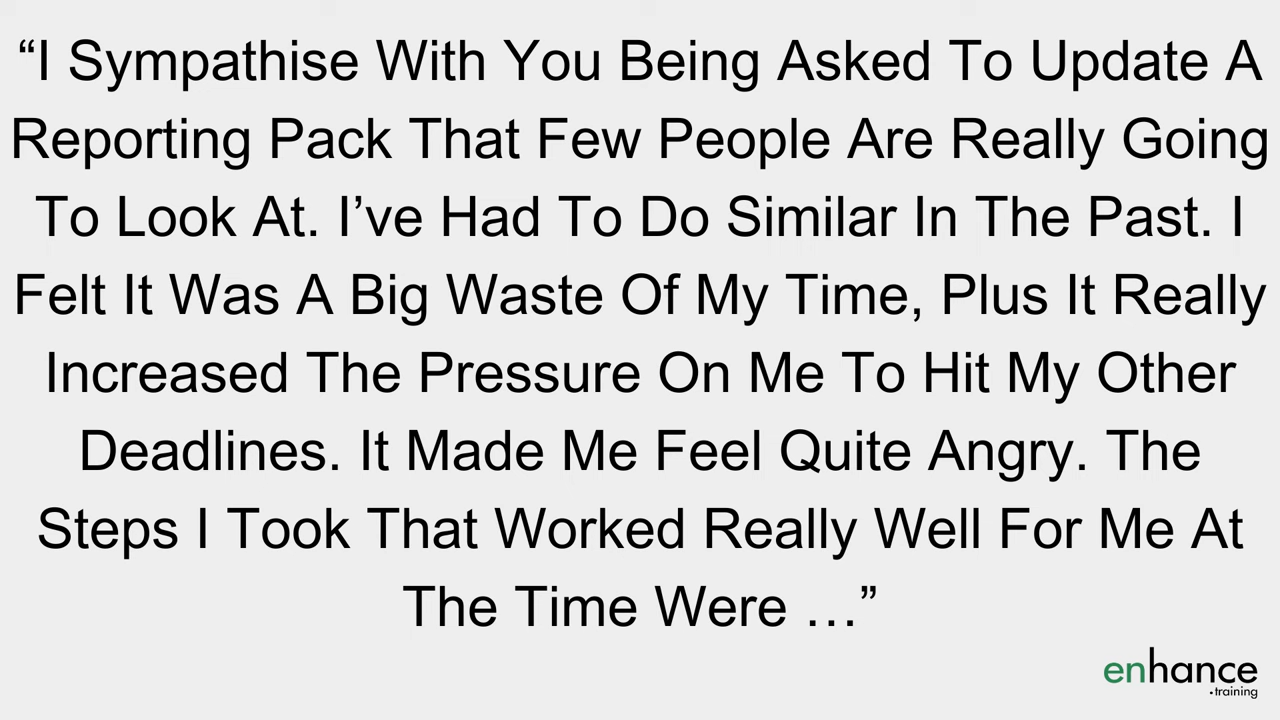 “I Sympathise With You Being Asked To Update A
Reporting Pack That Few People Are Really Going
To Look At. I’ve Had To Do Similar In The Past. I
Felt It Was A Big Waste Of My Time, Plus It Really
Increased The Pressure On Me To Hit My Other
Deadlines. It Made Me Feel Quite Angry. The
Steps I Took That Worked Really Well For Me At
The Time Were …”
enhance
.training